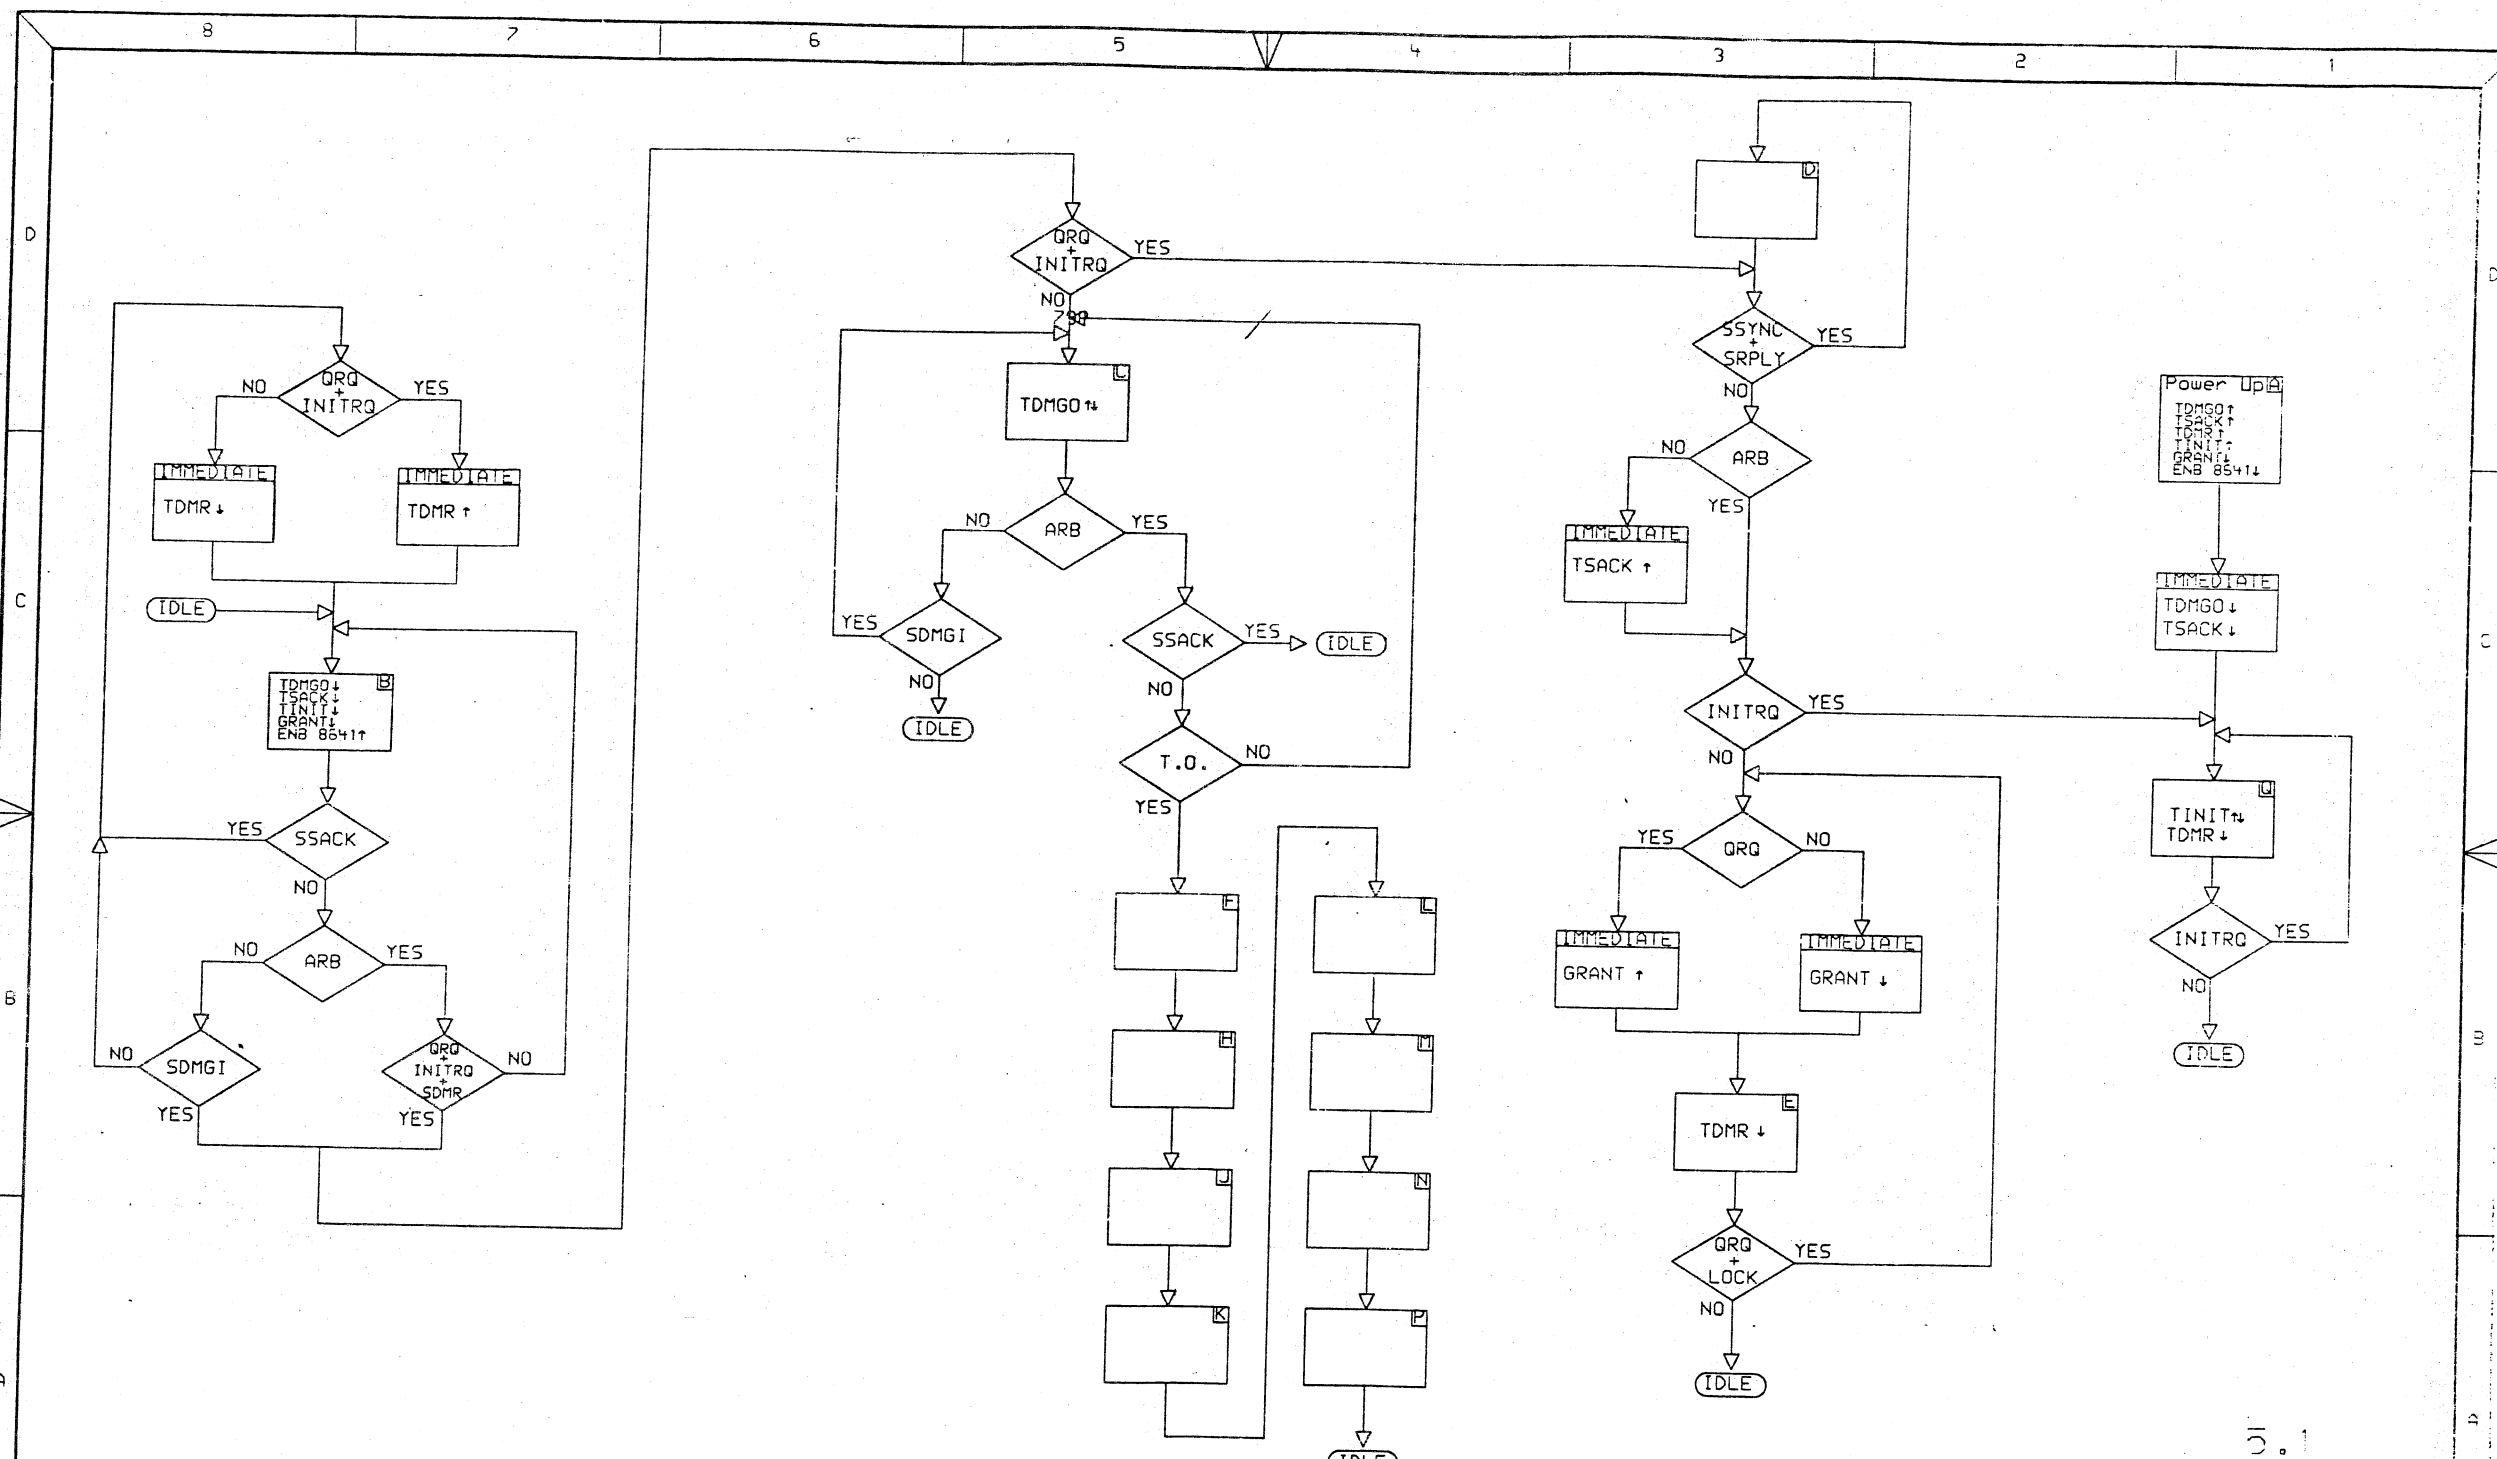 8 7 6 5 4 3 2 1
D
C
B
QRQ
+
INITRQ
NO
YES
IMMEDIATE
TDMR↓
IMMEDIATE
TDMR↑
IDLE
B
TDMGO↓
TSACK↓
TINIT↓
GRANT↓
ENB 8641↑
YES
SSACK
NO
NO
ARB
YES
NO
SDMGI
YES
QRQ
+
INITRQ
+
SDMR
NO
YES
QRQ
+
INITRQ
YES
NO
C
TDMGO↑↓
NO
ARB
YES
YES
SDMGI
NO
IDLE
SSACK
YES
IDLE
NO
T.O.
NO
YES
F
H
J
K
L
M
N
P
IDLE
D
SSYNC
+
SRPLY
YES
NO
NO
ARB
YES
IMMEDIATE
TSACK ↑
INITRQ
YES
NO
YES
QRQ
NO
IMMEDIATE
GRANT ↑
IMMEDIATE
GRANT ↓
E
TDMR ↓
QRQ
+
LOCK
YES
NO
IDLE
Power Up A
TDMGO↑
TSACK↑
TDMR↑
TINIT↑
GRANT↓
ENB 8641↓
IMMEDIATE
TDMGO↓
TSACK↓
Q
TINIT↑↓
TDMR↓
INITRQ
YES
NO
IDLE
D
C
B
A
5.1